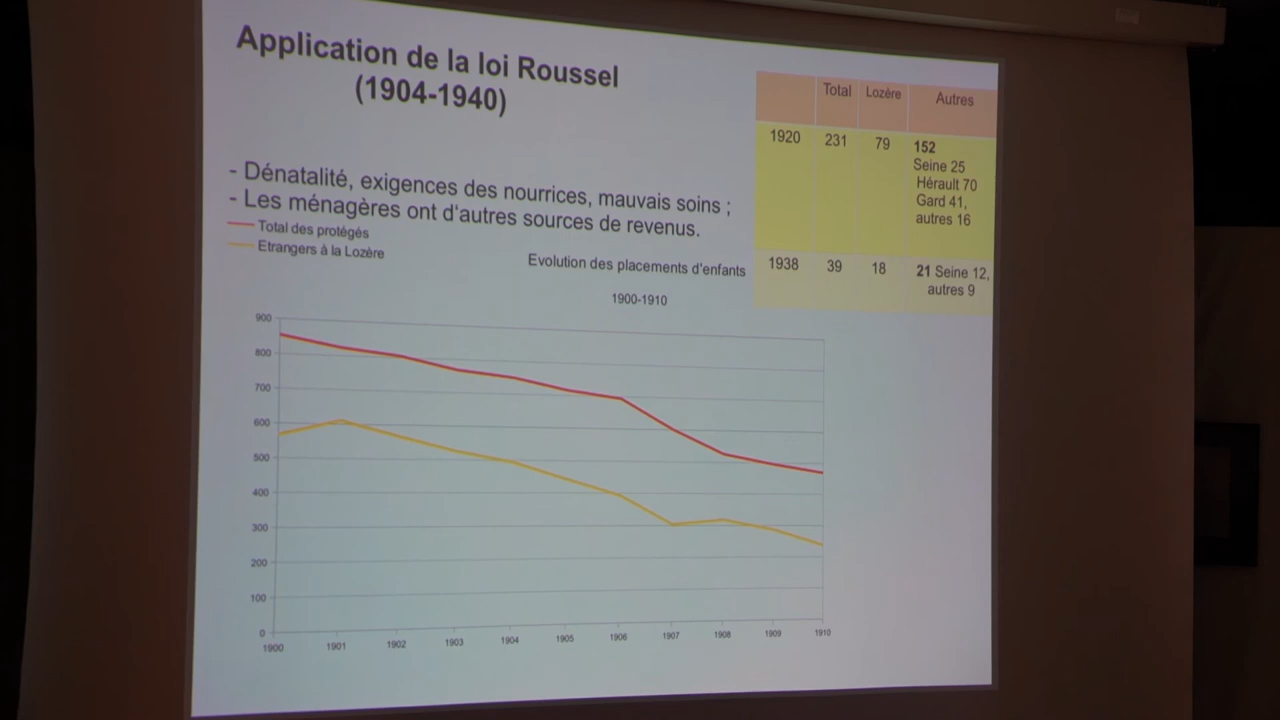 Application de la loi Roussel
(1904-1940)
- Dénatalité, exigences des nourrices, mauvais soins ;
- Les ménagères ont d'autres sources de revenus.
Total des protégés
Etrangers à la Lozère
Evolution des placements d'enfants
1900-1910
Total Lozère Autres
1920 231 79 152
Seine 25
Hérault 70
Gard 41,
autres 16
1938 39 18 21 Seine 12,
autres 9
900
800
700
600
500
400
300
200
100
0
1900 1901 1902 1903 1904 1905 1906 1907 1908 1909 1910